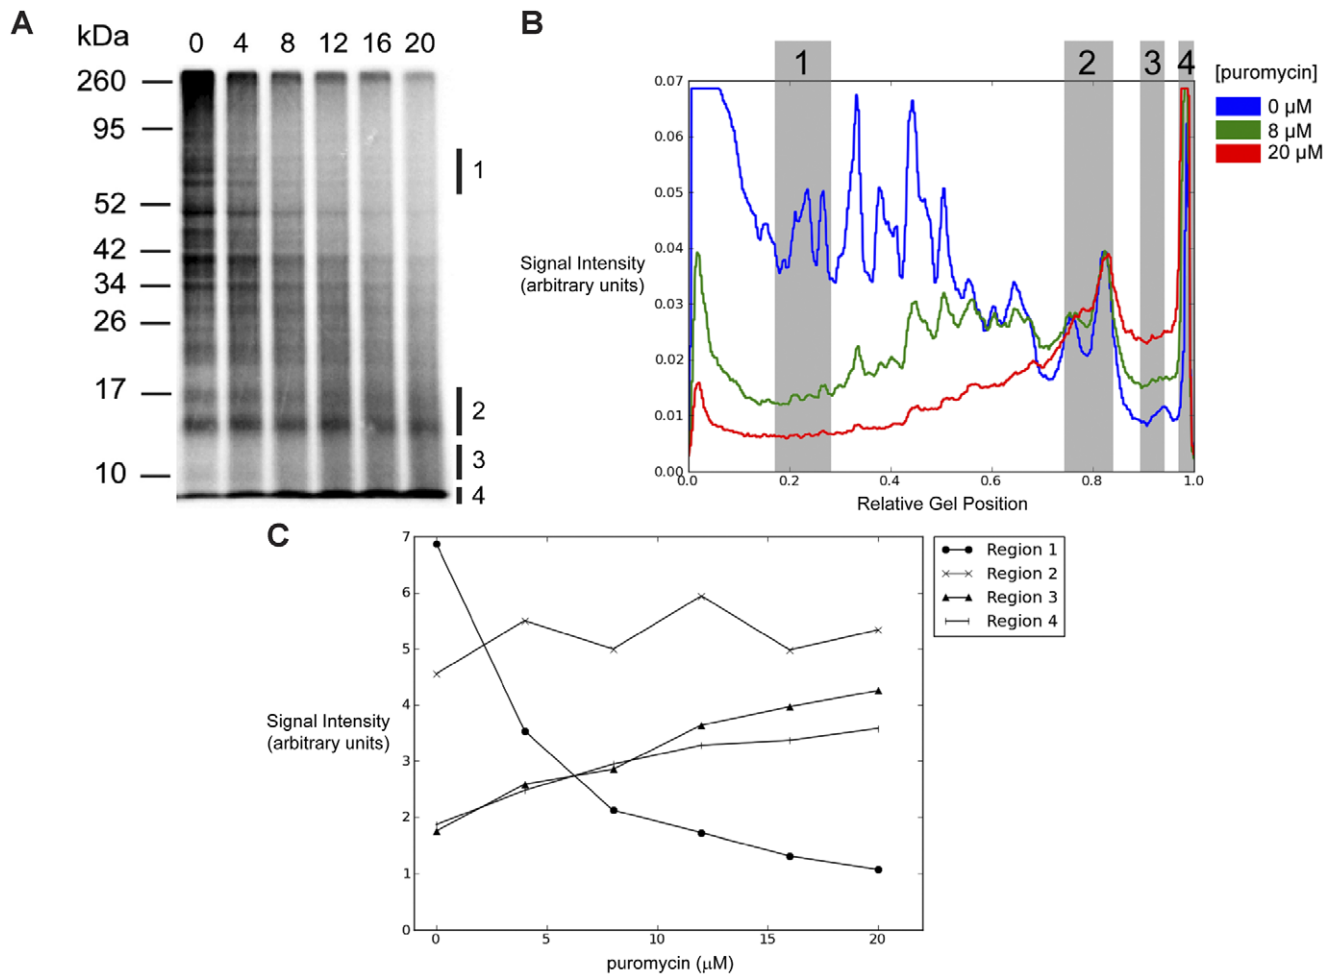 A
kDa
0 4 8 12 16 20
260
95
52
42
34
26
17
10
1
2
3
4
B
1 2 3 4
[puromycin]
0 µM
8 µM
20 µM
0.07
0.06
0.05
0.04
0.03
0.02
0.01
0.00
Signal Intensity
(arbitrary units)
0.0 0.2 0.4 0.6 0.8 1.0
Relative Gel Position
C
7
6
5
4
3
2
1
0
Signal Intensity
(arbitrary units)
0 5 10 15 20
puromycin (µM)
Region 1
Region 2
Region 3
Region 4